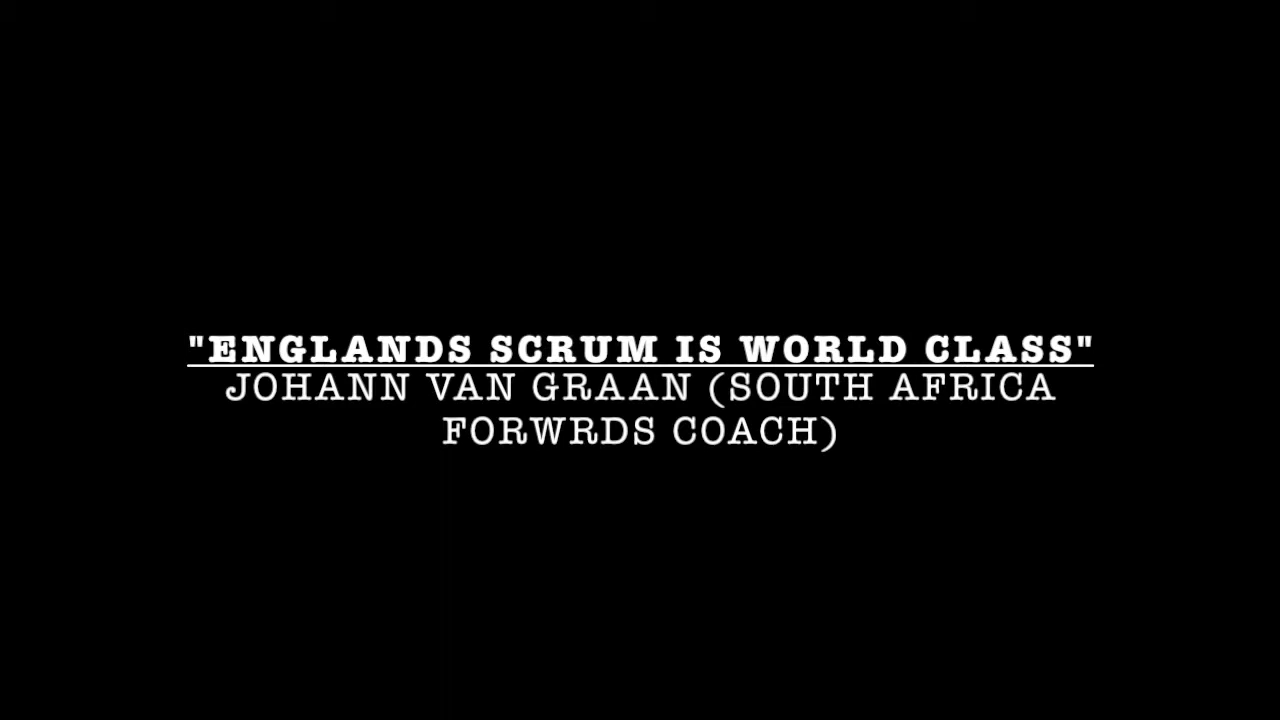 "ENGLANDS SCRUM IS WORLD CLASS"
JOHANN VAN GRAAN (SOUTH AFRICA
FORWRDS COACH)